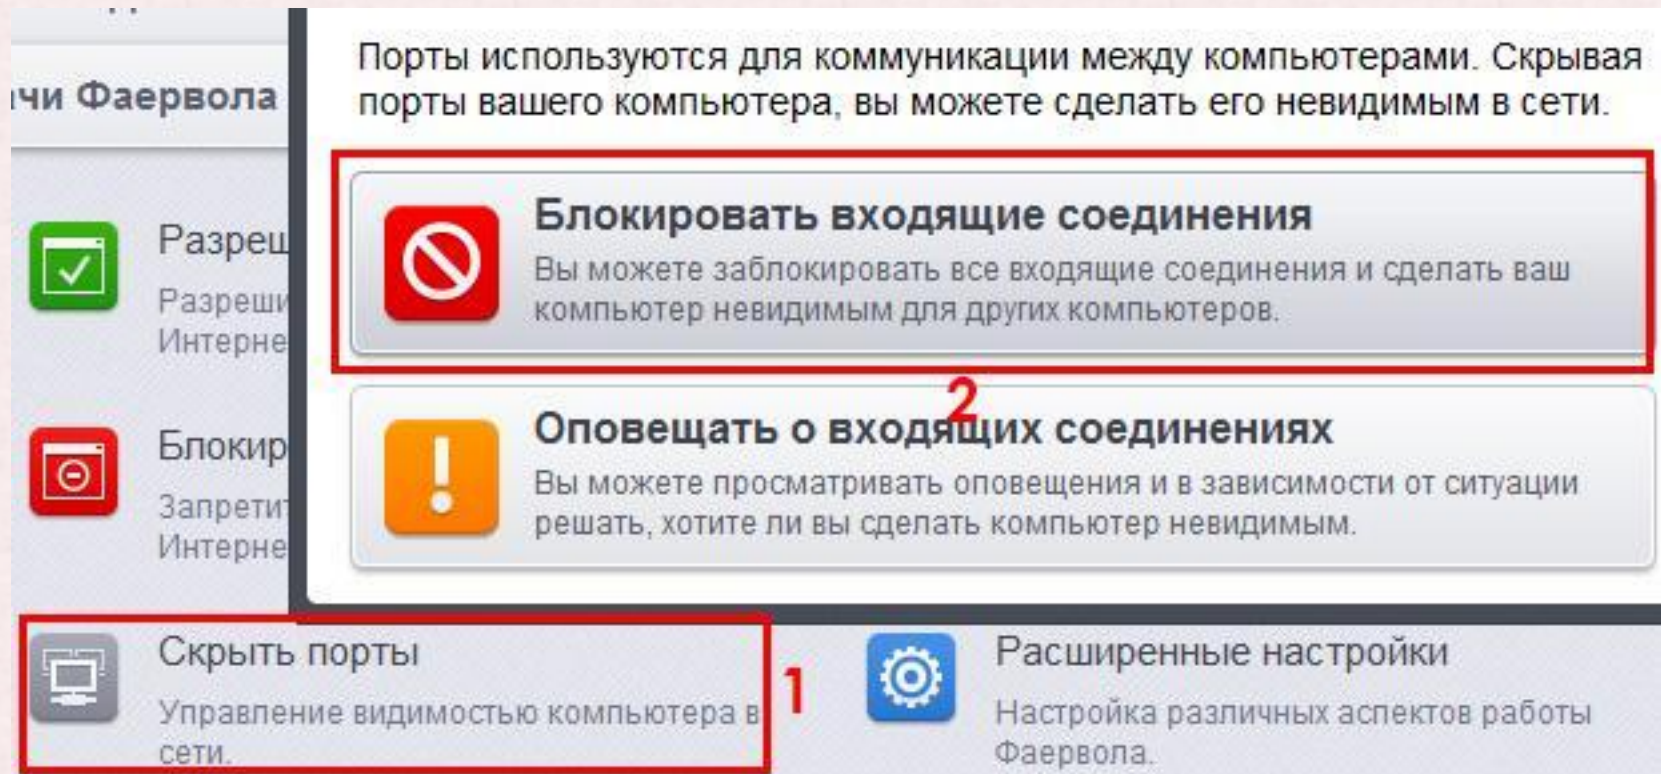 Порты используются для коммуникации между компьютерами. Скрывая
порты вашего компьютера, вы можете сделать его невидимым в сети.
Фаервола
Блокировать входящие соединения
Вы можете заблокировать все входящие соединения и сделать ваш
компьютер невидимым для других компьютеров.
2
Оповещать о входящих соединениях
Вы можете просматривать оповещения и в зависимости от ситуации
решать, хотите ли вы сделать компьютер невидимым.
Разреш
Разреши
Интерне
Блокир
Запретит
Интерне
Скрыть порты
Управление видимостью компьютера в
сети.
1
Расширенные настройки
Настройка различных аспектов работы
Фаервола.